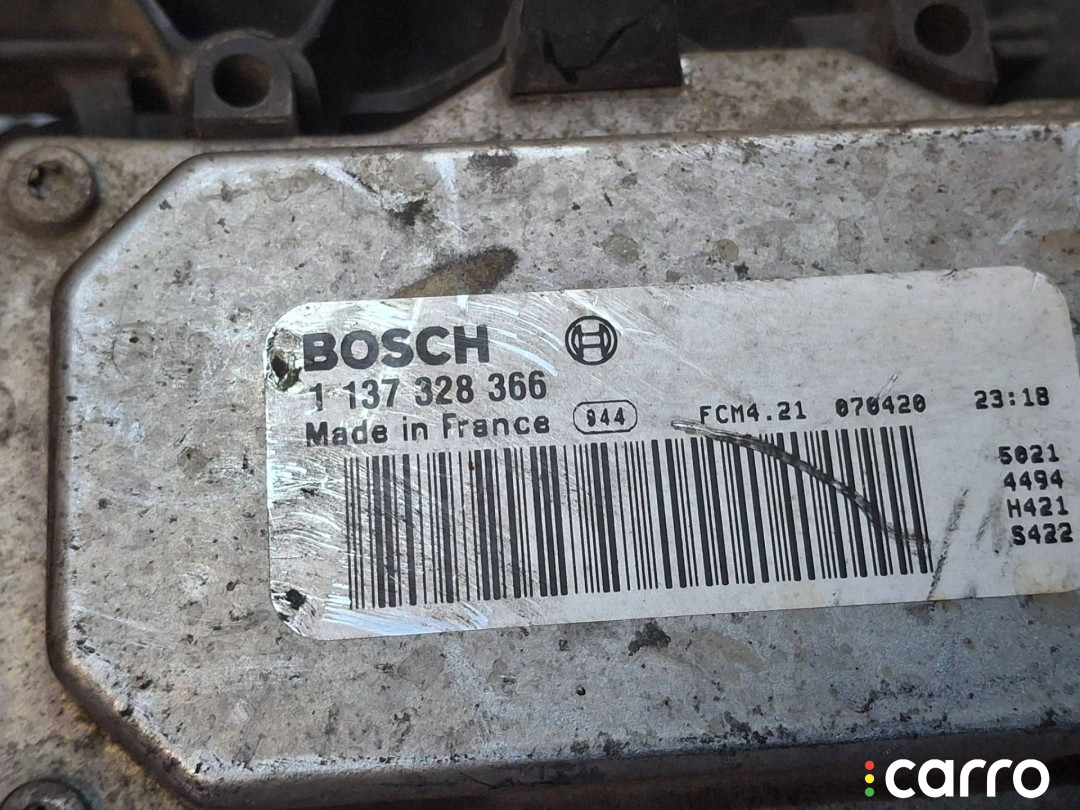 BOSCH
1 137 328 366
Made in France 944 FCM4.21 070420 23:18
5021
4494
H421
S422
carro